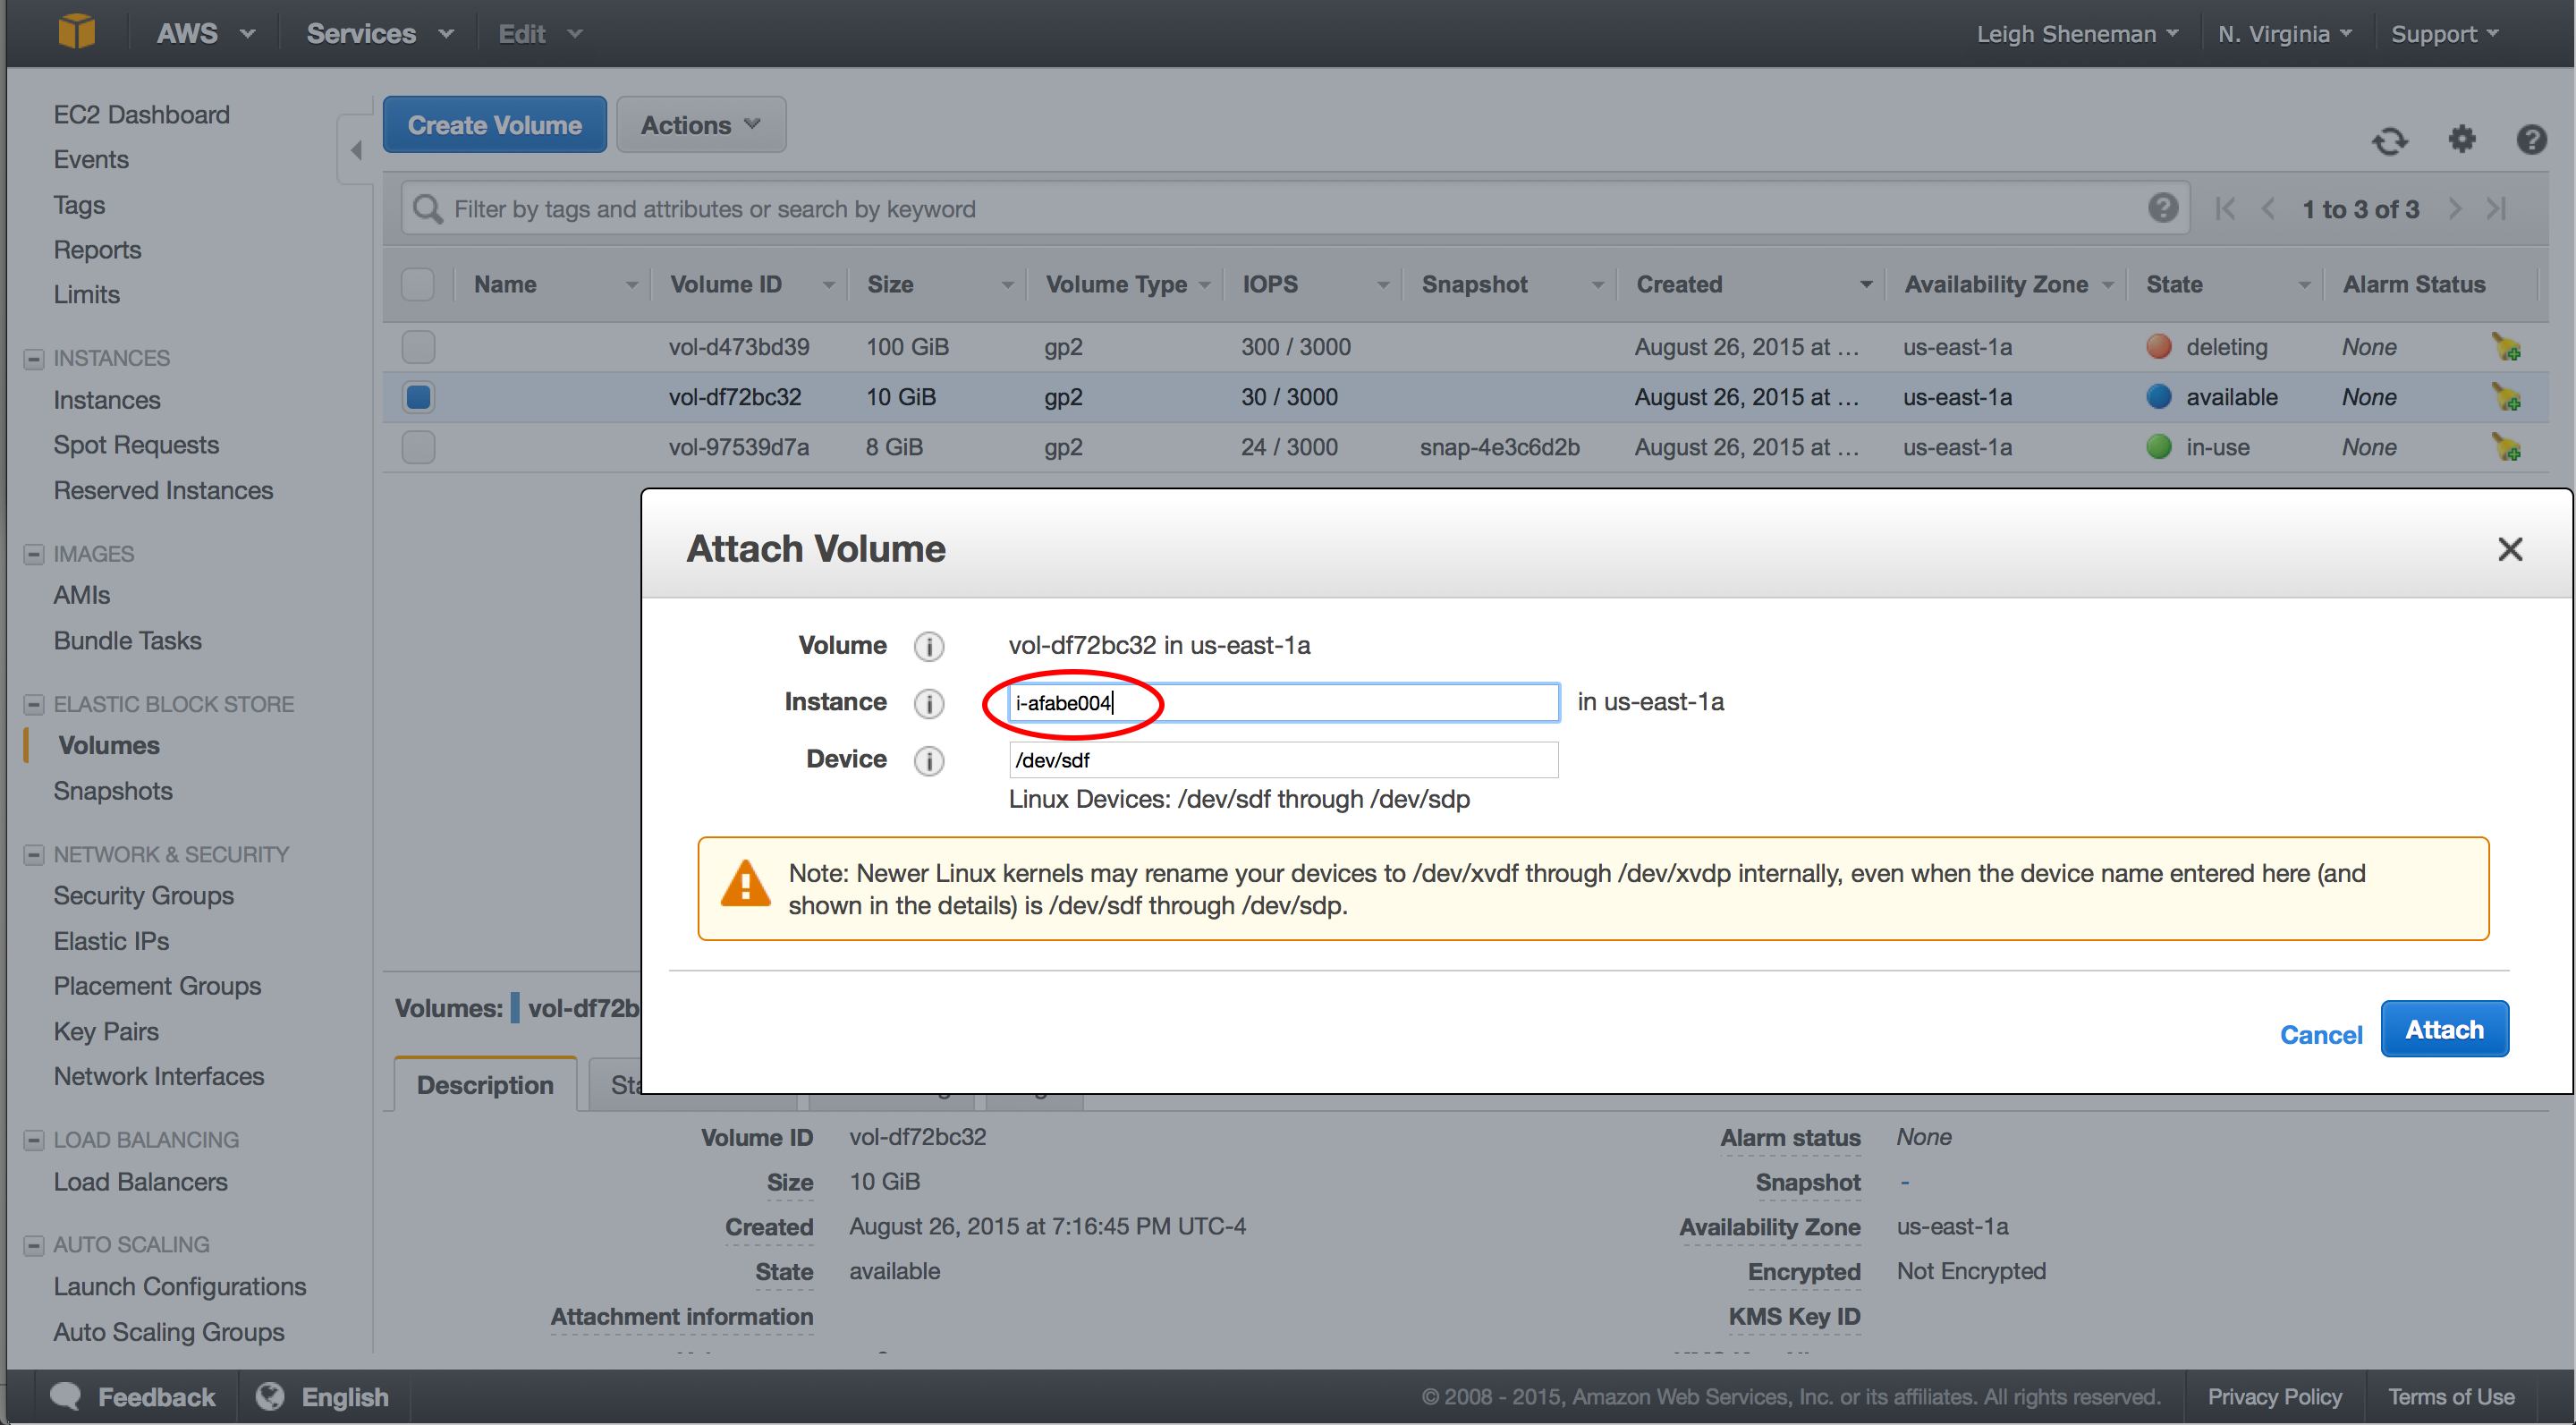 AWS Services Edit Leigh Sheneman N. Virginia Support
EC2 Dashboard
Events
Tags
Reports
Limits
INSTANCES
Instances
Spot Requests
Reserved Instances
IMAGES
AMIs
Bundle Tasks
ELASTIC BLOCK STORE
Volumes
Snapshots
NETWORK & SECURITY
Security Groups
Elastic IPs
Placement Groups
Key Pairs
Network Interfaces
LOAD BALANCING
Load Balancers
AUTO SCALING
Launch Configurations
Auto Scaling Groups
Create Volume Actions
Filter by tags and attributes or search by keyword 1 to 3 of 3
Name Volume ID Size Volume Type IOPS Snapshot Created Availability Zone State Alarm Status
vol-d473bd39 100 GiB gp2 300 / 3000 August 26, 2015 at ... us-east-1a deleting None
vol-df72bc32 10 GiB gp2 30 / 3000 August 26, 2015 at ... us-east-1a available None
vol-97539d7a 8 GiB gp2 24 / 3000 snap-4e3c6d2b August 26, 2015 at ... us-east-1a in-use None
Attach Volume
Volume vol-df72bc32 in us-east-1a
Instance i-afabe004 in us-east-1a
Device /dev/sdf
Linux Devices: /dev/sdf through /dev/sdp
Note: Newer Linux kernels may rename your devices to /dev/xvdf through /dev/xvdp internally, even when the device name entered here (and
shown in the details) is /dev/sdf through /dev/sdp.
Cancel Attach
Volumes: vol-df72b
Description Sta
Volume ID vol-df72bc32 Alarm status None
Size 10 GiB Snapshot -
Created August 26, 2015 at 7:16:45 PM UTC-4 Availability Zone us-east-1a
State available Encrypted Not Encrypted
Attachment information KMS Key ID
Feedback English © 2008 - 2015, Amazon Web Services, Inc. or its affiliates. All rights reserved. Privacy Policy Terms of Use